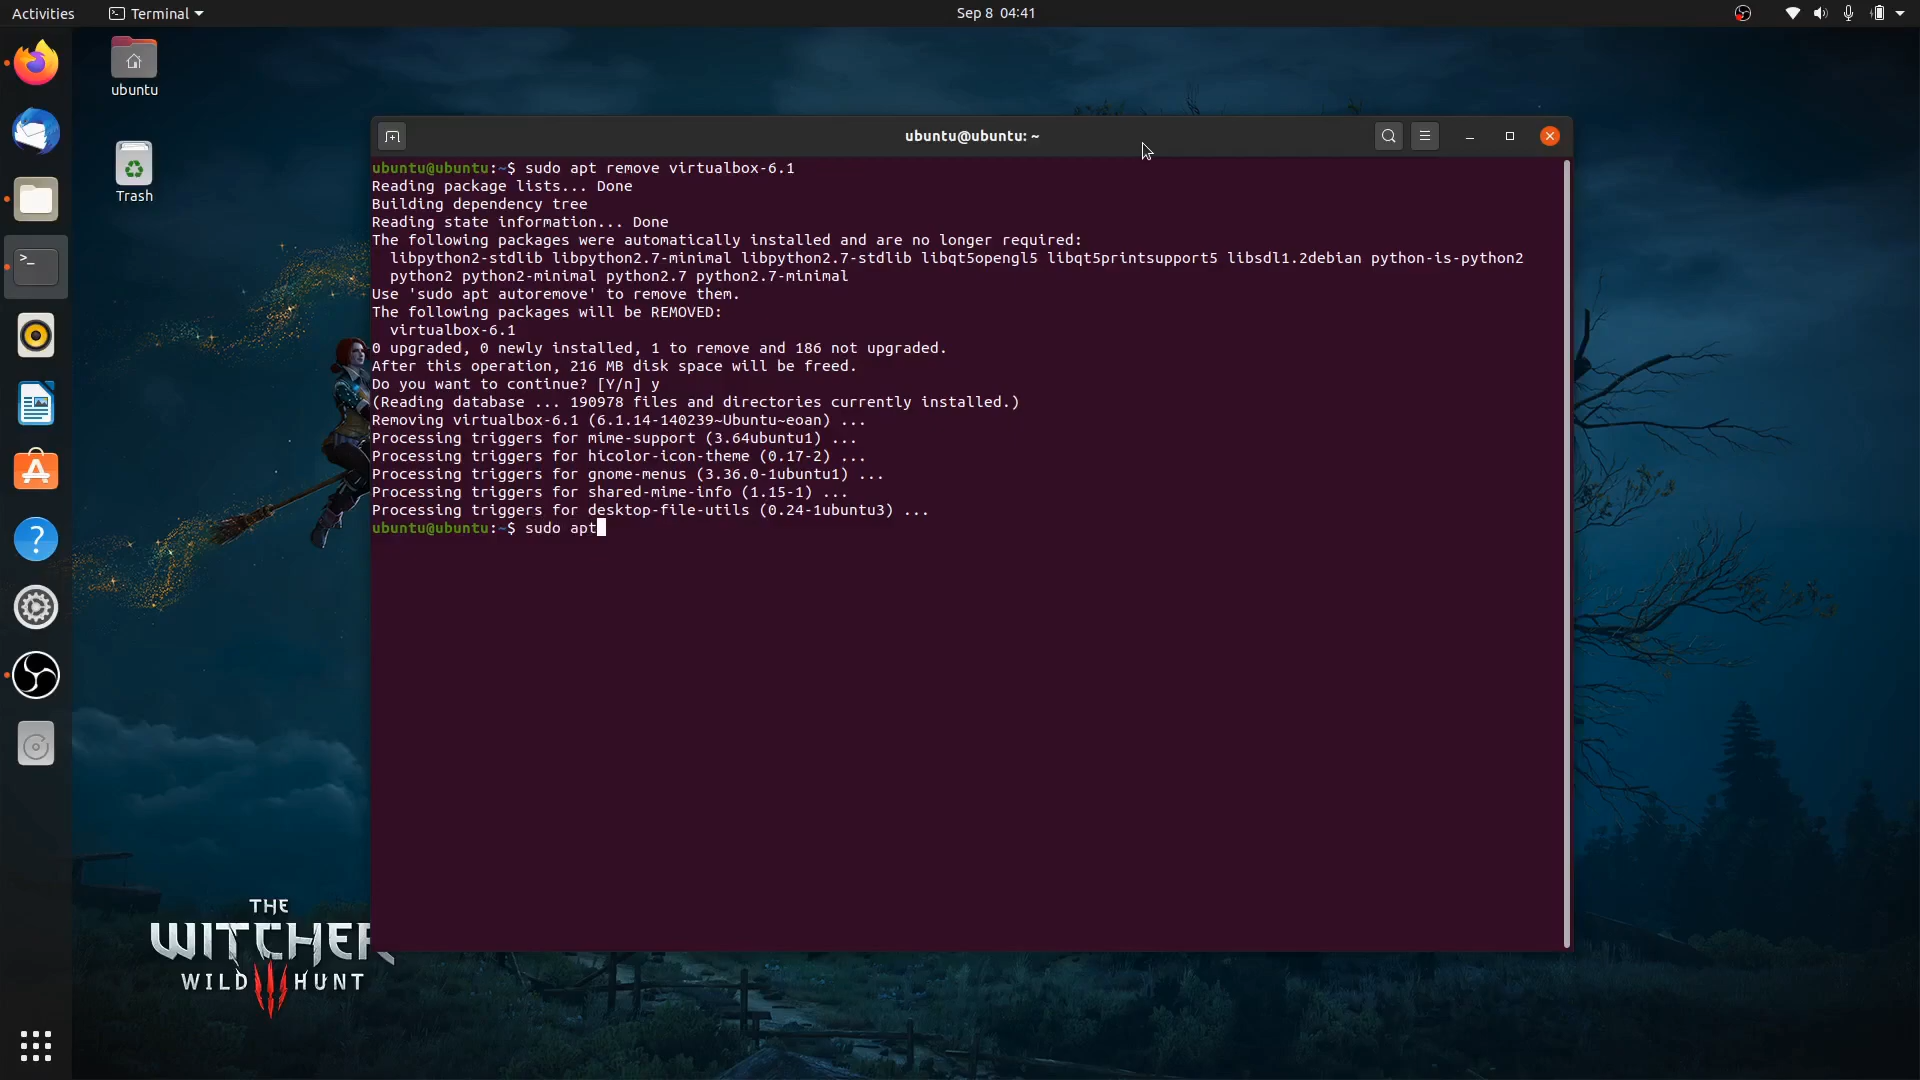 Activities
Terminal
Sep 8 04:41
ubuntu
Trash
ubuntu@ubuntu: ~
ubuntu@ubuntu:~$ sudo apt remove virtualbox-6.1
Reading package lists... Done
Building dependency tree
Reading state information... Done
The following packages were automatically installed and are no longer required:
libpython2-stdlib libpython2.7-minimal libpython2.7-stdlib libqt5opengl5 libqt5printsupport5 libsdl1.2debian python-is-python2
python2 python2-minimal python2.7 python2.7-minimal
Use 'sudo apt autoremove' to remove them.
The following packages will be REMOVED:
virtualbox-6.1
0 upgraded, 0 newly installed, 1 to remove and 186 not upgraded.
After this operation, 216 MB disk space will be freed.
Do you want to continue? [Y/n] y
(Reading database ... 190978 files and directories currently installed.)
Removing virtualbox-6.1 (6.1.14-140239~Ubuntu~eoan) ...
Processing triggers for mime-support (3.64ubuntu1) ...
Processing triggers for hicolor-icon-theme (0.17-2) ...
Processing triggers for gnome-menus (3.36.0-1ubuntu1) ...
Processing triggers for shared-mime-info (1.15-1) ...
Processing triggers for desktop-file-utils (0.24-1ubuntu3) ...
ubuntu@ubuntu:~$ sudo apt
THE
WITCHER
WILD HUNT